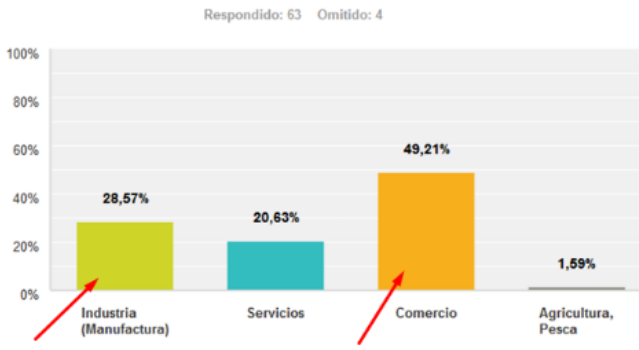 Respondido: 63 Omitido: 4
100%
80%
60%
40%
20%
0%
28,57%
20,63%
49,21%
1,59%
Industria
(Manufactura)
Servicios
Comercio
Agricultura,
Pesca